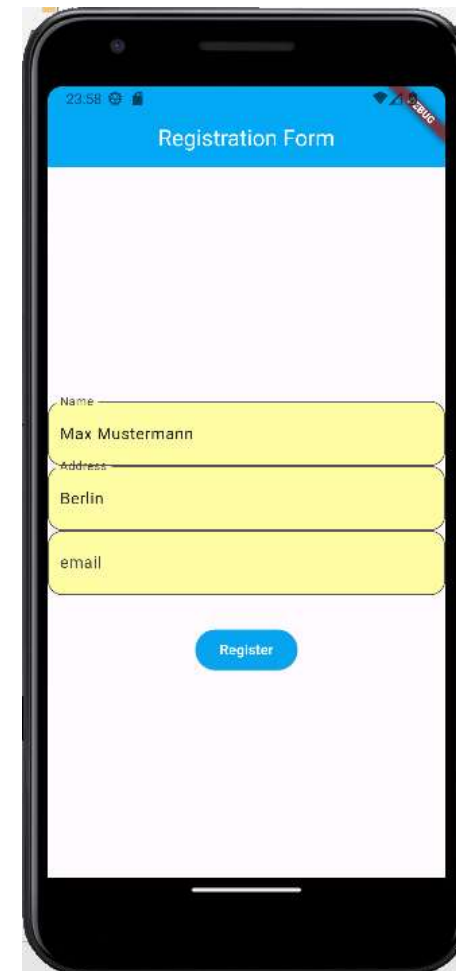 23:58
DEBUG
Registration Form
Name
Max Mustermann
Address
Berlin
email
Register